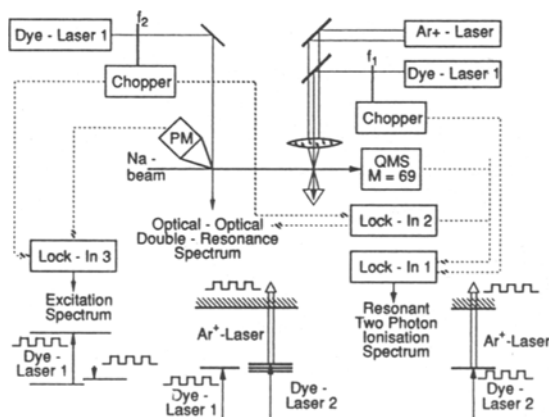 f2
Dye - Laser 1
Chopper
Ar+ - Laser
f1
Dye - Laser 1
Chopper
PM
Na -
beam
QMS
M = 69
Optical - Optical
Double - Resonance
Spectrum
Lock - In 2
Lock - In 3
Lock - In 1
Excitation
Spectrum
Resonant
Two Photon
Ionisation
Spectrum
Ar+-Laser
Ar+-Laser
Dye -
Laser 1
Dye -
Laser 1
Dye -
Laser 2
Dye -
Laser 2